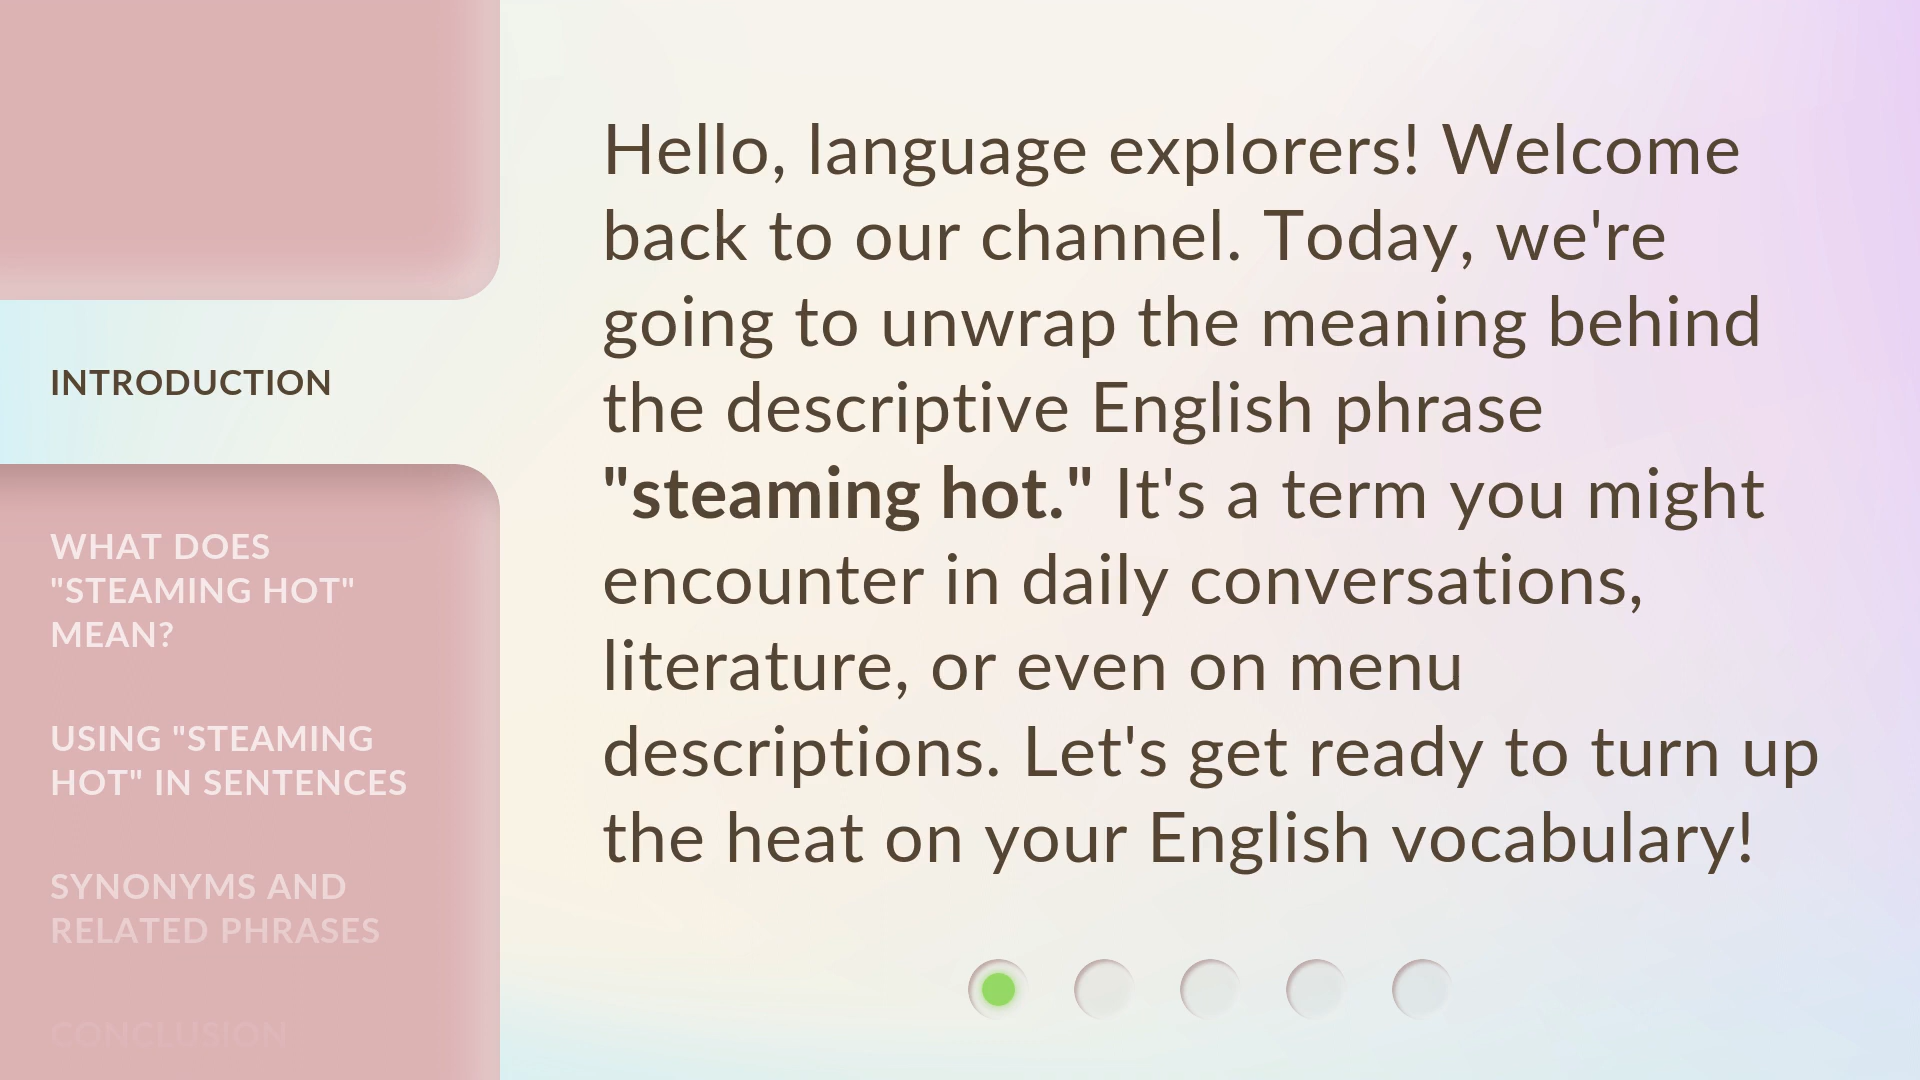 INTRODUCTION
WHAT DOES
"STEAMING HOT"
MEAN?
USING "STEAMING
HOT" IN SENTENCES
SYNONYMS AND
RELATED PHRASES
CONCLUSION
Hello, language explorers! Welcome
back to our channel. Today, we're
going to unwrap the meaning behind
the descriptive English phrase
"steaming hot." It's a term you might
encounter in daily conversations,
literature, or even on menu
descriptions. Let's get ready to turn up
the heat on your English vocabulary!